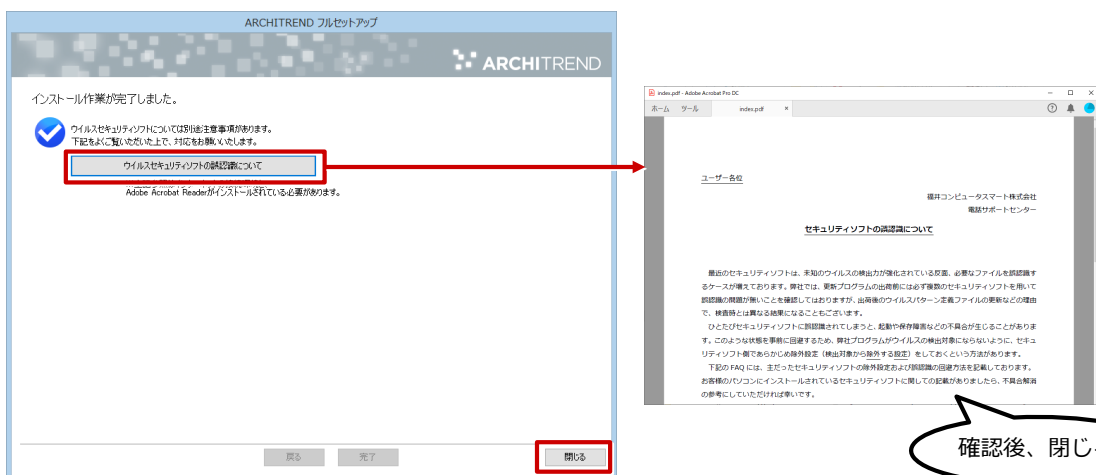 ARCHITREND フルセットアップ
ARCHITREND
インストール作業が完了しました。
ウイルスセキュリティソフトについては別途注意事項があります。
下記をよくご覧いただいた上で、対応をお願いいたします。
ウイルスセキュリティソフトの誤認識について
Adobe Acrobat Readerがインストールされている必要があります。
戻る
完了
閉じる
index.pdf - Adobe Acrobat Pro DC
ホーム ツール index.pdf ×
ユーザー各位
福井コンピュータスマート株式会社
電話サポートセンター
セキュリティソフトの誤認識について
最近のセキュリティソフトは、未知のウイルスの検出力が強化されている反面、必要なファイルを誤認識す
るケースが増えております。弊社では、更新プログラムの出荷前には必ず複数のセキュリティソフトを用いて
誤認識の問題が無いことを確認してはおりますが、出荷後のウイルスパターン定義ファイルの更新などの理由
で、検査時とは異なる結果になることもございます。
ひとたびセキュリティソフトに誤認識されてしまうと、起動や保存障害などの不具合が生じることがありま
す。このような状態を事前に回避するため、弊社プログラムがウイルスの検出対象にならないように、セキュ
リティソフト側であらかじめ除外設定（検出対象から除外する設定）をしておくという方法があります。
下記の FAQ には、主だったセキュリティソフトの除外設定および誤認識の回避方法を記載しております。
お客様のパソコンにインストールされているセキュリティソフトに関しての記載がありましたら、不具合解消
の参考にしていただければ幸いです。
確認後、閉じ